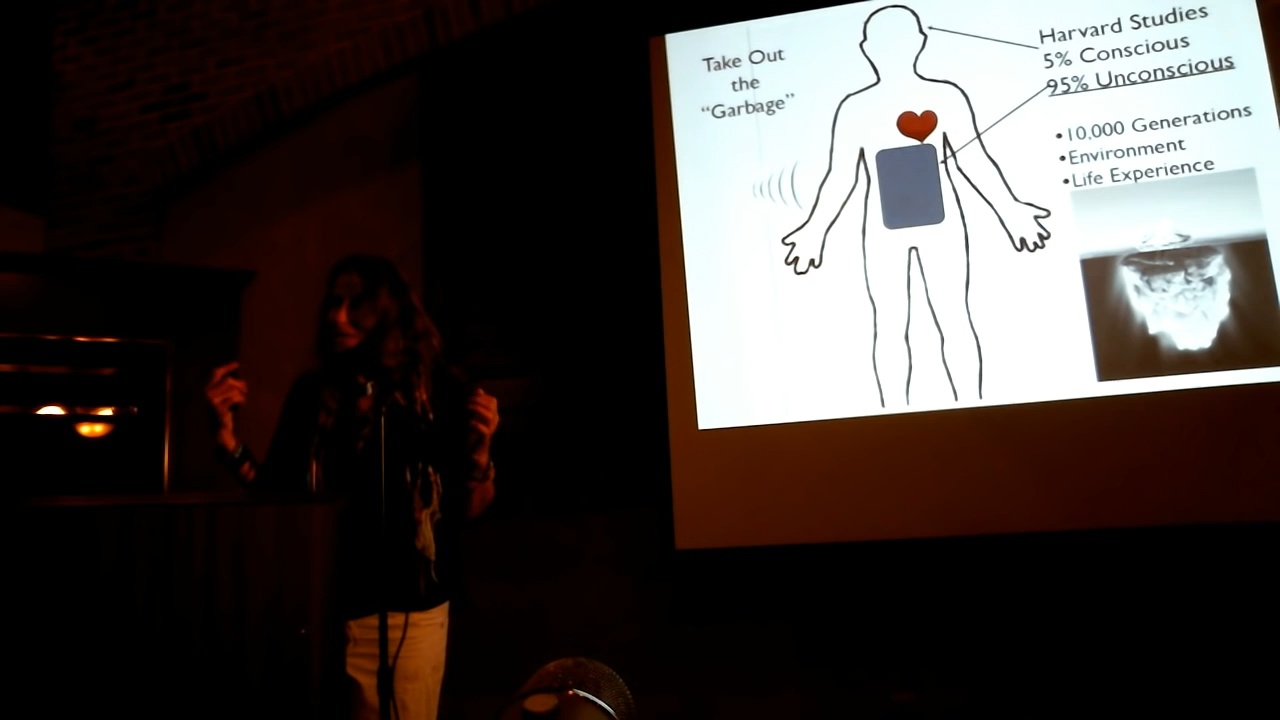 Take Out
the
“Garbage”
Harvard Studies
5% Conscious
95% Unconscious
•10,000 Generations
•Environment
•Life Experience